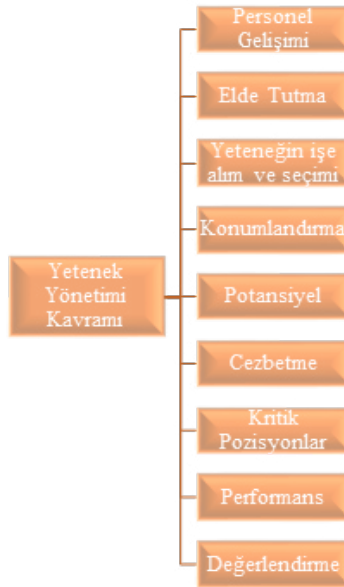 Personel
Gelişimi
Elde Tutma
Yeteneğin işe
alım ve seçimi
Konumlandırma
Yetenek
Yönetimi
Kavramı
Potansiyel
Cezbetme
Kritik
Pozisyonlar
Performans
Değerlendirme